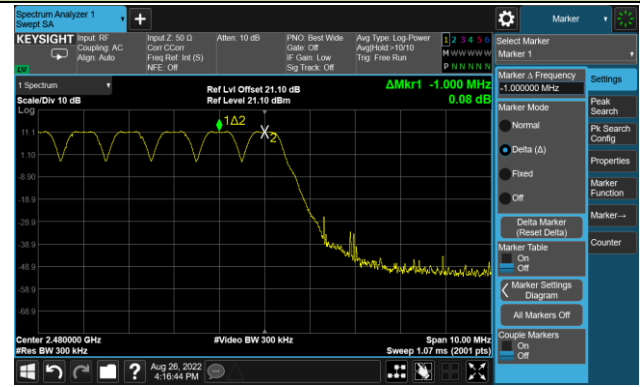 Spectrum Analyzer 1
Swept SA
Marker
KEYSIGHT
Input: RF
Coupling: AC
Align: Auto
Input Z: 50 Ω
Corr CCorr
Freq Ref: Int (S)
NFE: Off
Atten: 10 dB
PNO: Best Wide
Gate: Off
IF Gain: Low
Sig Track: Off
Avg Type: Log-Power
Avg|Hold:>10/10
Trig: Free Run
1 2 3 4 5 6
M W W W W W
P N N N N N
LXI
Select Marker
Marker 1
1 Spectrum
Scale/Div 10 dB
Log
Ref Lvl Offset 21.10 dB
Ref Level 21.10 dBm
ΔMkr1 -1.000 MHz
0.08 dB
1Δ2
X2
11.1
1.10
-8.90
-18.9
-28.9
-38.9
-48.9
-58.9
-68.9
Center 2.480000 GHz
#Res BW 300 kHz
#Video BW 300 kHz
Span 10.00 MHz
Sweep 1.07 ms (2001 pts)
Marker Δ Frequency
-1.000000 MHz
Marker Mode
Normal
Delta (Δ)
Fixed
Off
Delta Marker
(Reset Delta)
Marker Table
On
Off
Marker Settings
Diagram
All Markers Off
Couple Markers
On
Off
Settings
Peak
Search
Pk Search
Config
Properties
Marker
Function
Marker→
Counter
?
Aug 26, 2022
4:16:44 PM